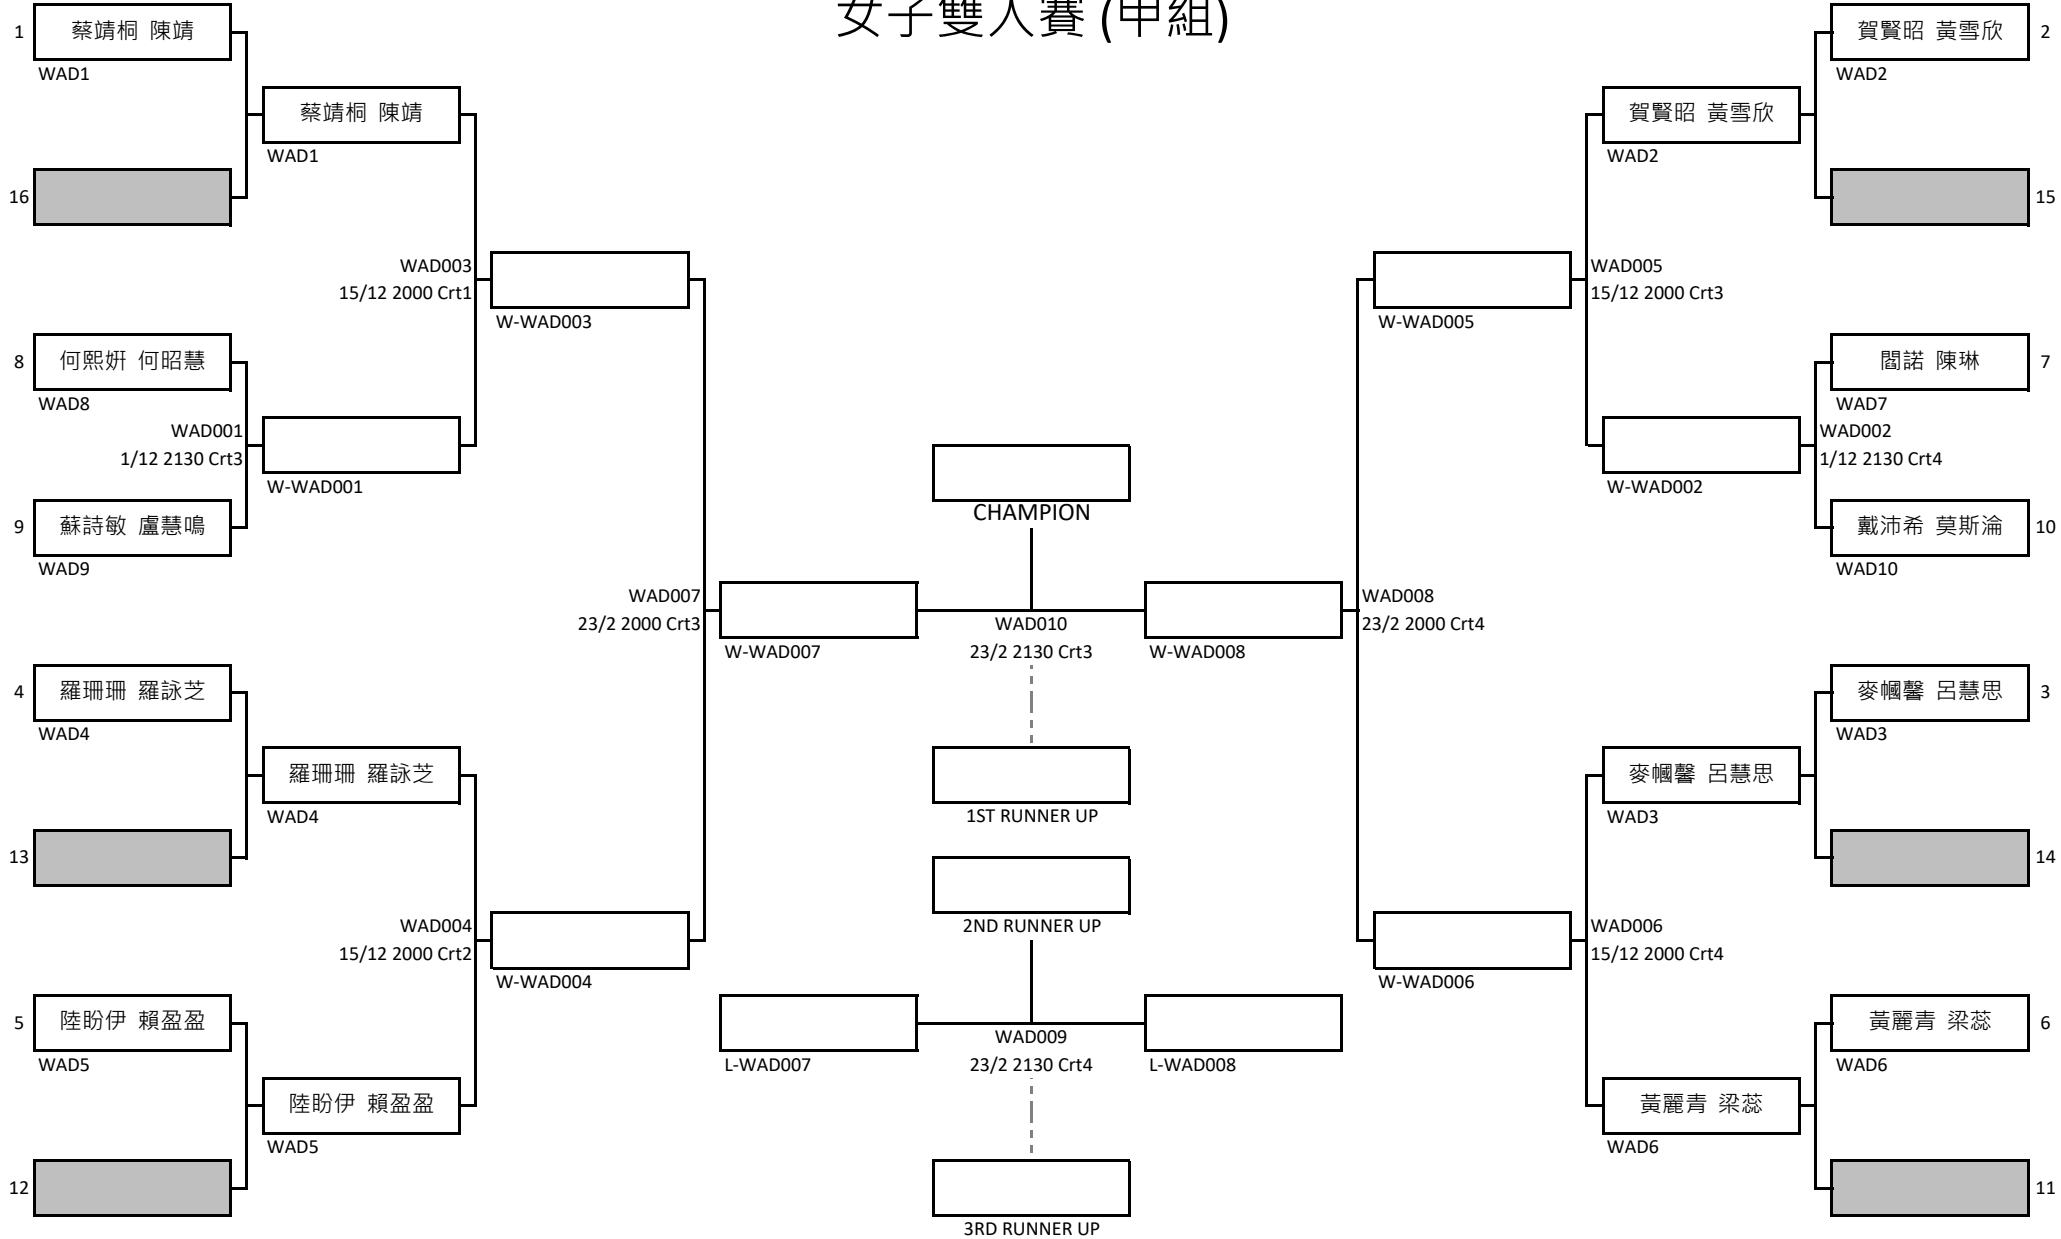 女子雙人賽 (甲組)
1
蔡靖桐 陳靖
WAD1
蔡靖桐 陳靖
WAD1
16
WAD003
15/12 2000 Crt1
W-WAD003
8
何熙妍 何昭慧
WAD8
WAD001
1/12 2130 Crt3
W-WAD001
9
蘇詩敏 盧慧鳴
WAD9
WAD007
23/2 2000 Crt3
W-WAD007
4
羅珊珊 羅詠芝
WAD4
羅珊珊 羅詠芝
WAD4
13
WAD004
15/12 2000 Crt2
W-WAD004
5
陸盼伊 賴盈盈
WAD5
陸盼伊 賴盈盈
WAD5
12
CHAMPION
WAD010
23/2 2130 Crt3
1ST RUNNER UP
2ND RUNNER UP
L-WAD007
WAD009
23/2 2130 Crt4
L-WAD008
3RD RUNNER UP
賀賢昭 黃雪欣
2
WAD2
賀賢昭 黃雪欣
WAD2
15
WAD005
15/12 2000 Crt3
W-WAD005
閻諾 陳琳
7
WAD7
WAD002
1/12 2130 Crt4
W-WAD002
戴沛希 莫斯淪
10
WAD10
WAD008
23/2 2000 Crt4
W-WAD008
麥幗馨 呂慧思
3
WAD3
麥幗馨 呂慧思
WAD3
14
WAD006
15/12 2000 Crt4
W-WAD006
黃麗青 梁蕊
6
WAD6
黃麗青 梁蕊
WAD6
11